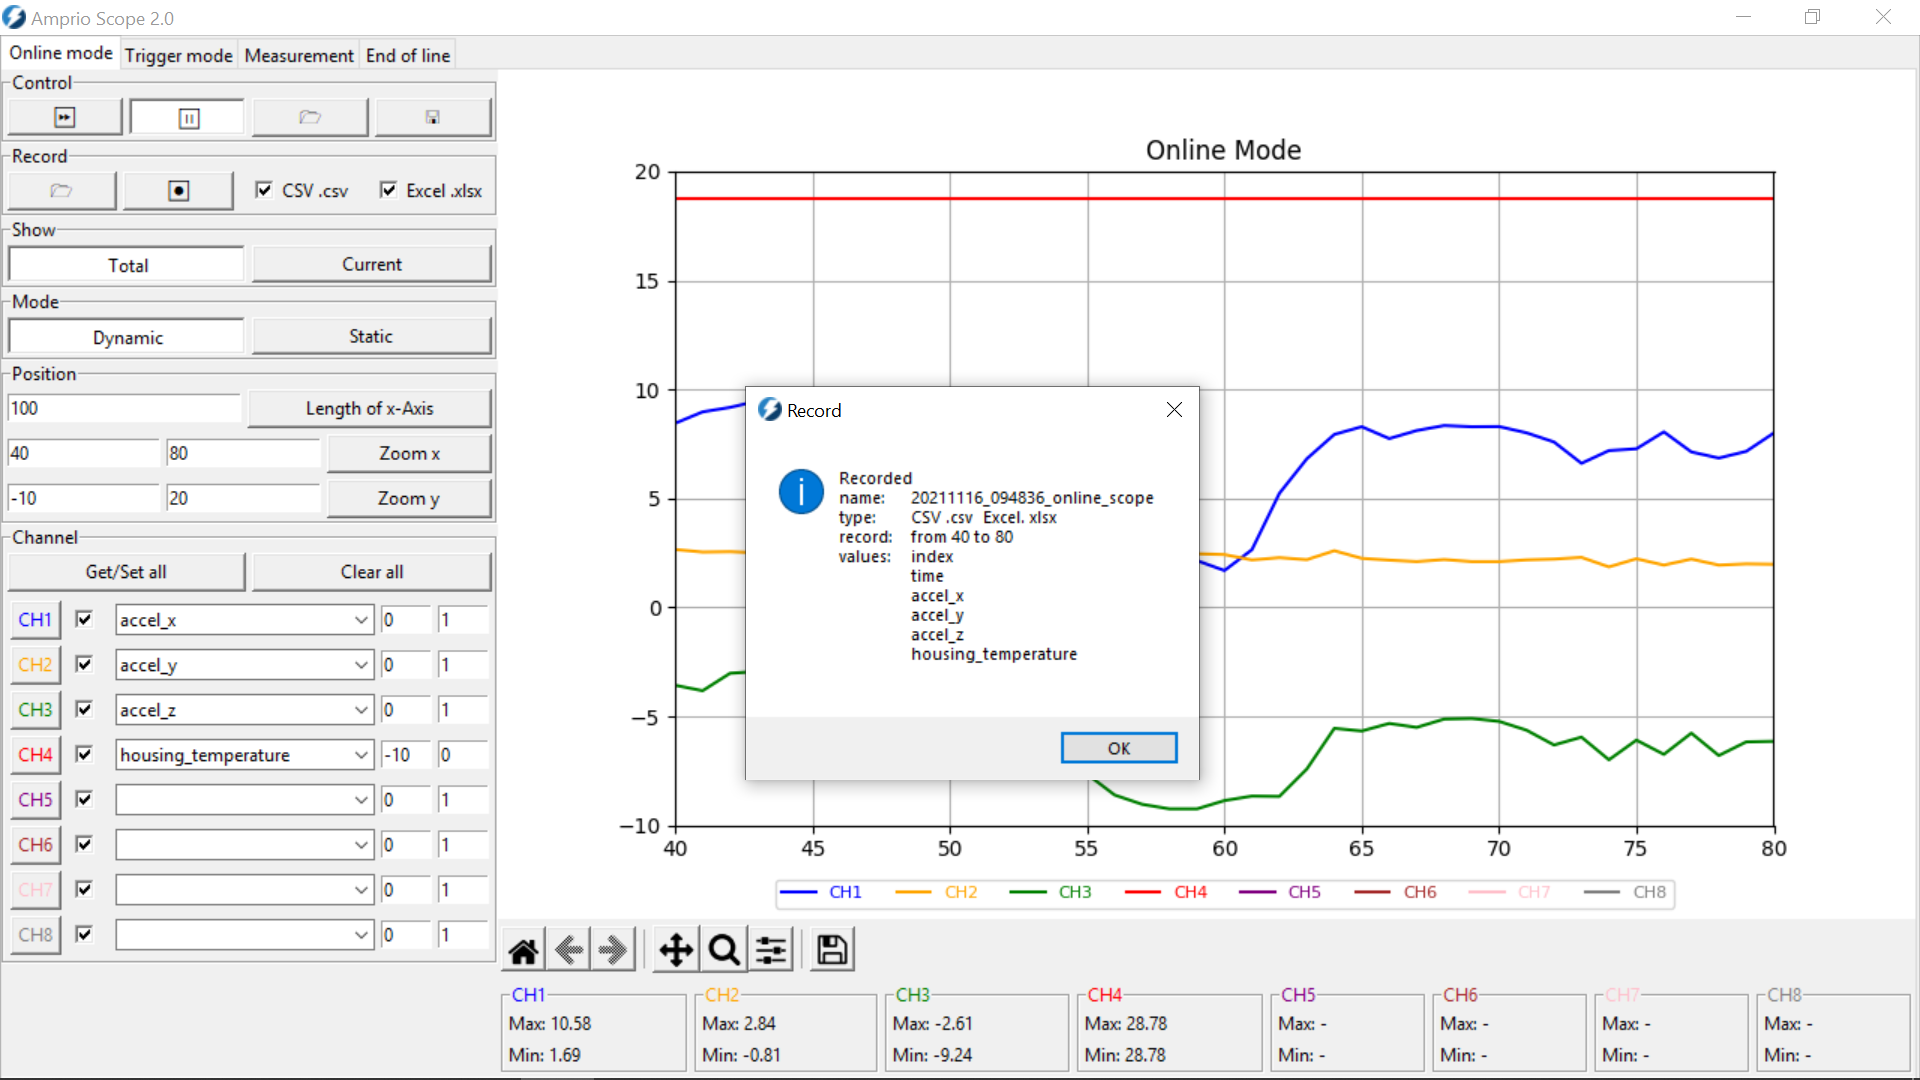 Amprio Scope 2.0
Online mode Trigger mode Measurement End of line
Control
Record
CSV .csv Excel .xlsx
Show
Total Current
Mode
Dynamic Static
Position
100 Length of x-Axis
40 80 Zoom x
-10 20 Zoom y
Channel
Get/Set all Clear all
CH1 accel_x 0 1
CH2 accel_y 0 1
CH3 accel_z 0 1
CH4 housing_temperature -10 0
CH5 0 1
CH6 0 1
CH7 0 1
CH8 0 1
Online Mode
20
15
10
5
0
−5
−10
40 45 50 55 60 65 70 75 80
CH1 CH2 CH3 CH4 CH5 CH6 CH7 CH8
Record
Recorded
name: 20211116_094836_online_scope
type: CSV .csv Excel. xlsx
record: from 40 to 80
values: index
time
accel_x
accel_y
accel_z
housing_temperature
OK
CH1 CH2 CH3 CH4 CH5 CH6 CH7 CH8
Max: 10.58 Max: 2.84 Max: -2.61 Max: 28.78 Max: - Max: - Max: - Max: -
Min: 1.69 Min: -0.81 Min: -9.24 Min: 28.78 Min: - Min: - Min: - Min: -